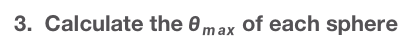 3. Calculate the θmax of each sphere